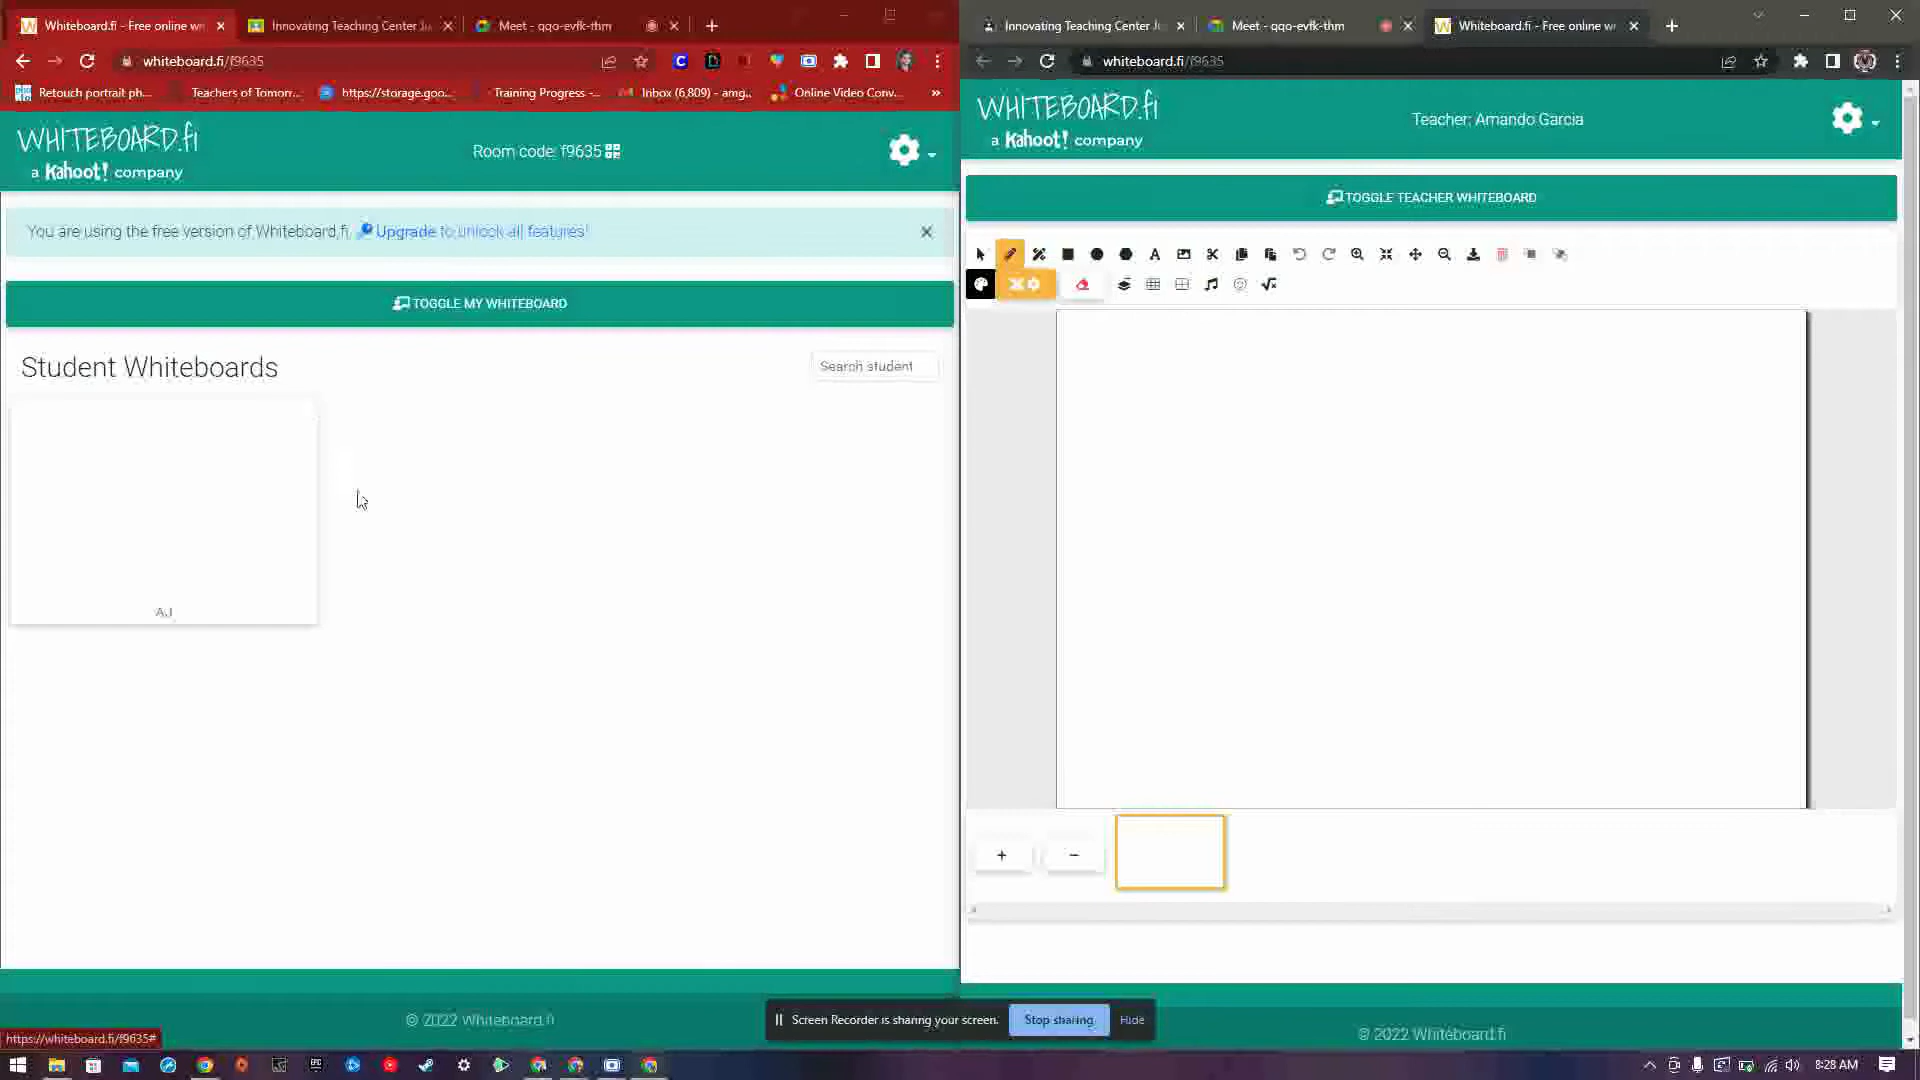 Whiteboard.fi - Free online w
Innovating Teaching Center Ju
Meet - qqo-evfk-thm
whiteboard.fi/f9635
Retouch portrait ph...
Teachers of Tomorr...
https://storage.goo...
Training Progress -...
Inbox (6,809) - amg...
Online Video Conv...
»
WHITEBOARD.fi
a Kahoot! company
Room code: f9635
You are using the free version of Whiteboard.fi. Upgrade to unlock all features!
TOGGLE MY WHITEBOARD
Student Whiteboards
Search student
AJ
© 2022 Whiteboard.fi
https://whiteboard.fi/f9635#
Innovating Teaching Center Ju
Meet - qqo-evfk-thm
Whiteboard.fi - Free online w
whiteboard.fi/f9635
WHITEBOARD.fi
a Kahoot! company
Teacher: Amando Garcia
TOGGLE TEACHER WHITEBOARD
+ −
© 2022 Whiteboard.fi
Screen Recorder is sharing your screen. Stop sharing Hide
8:28 AM